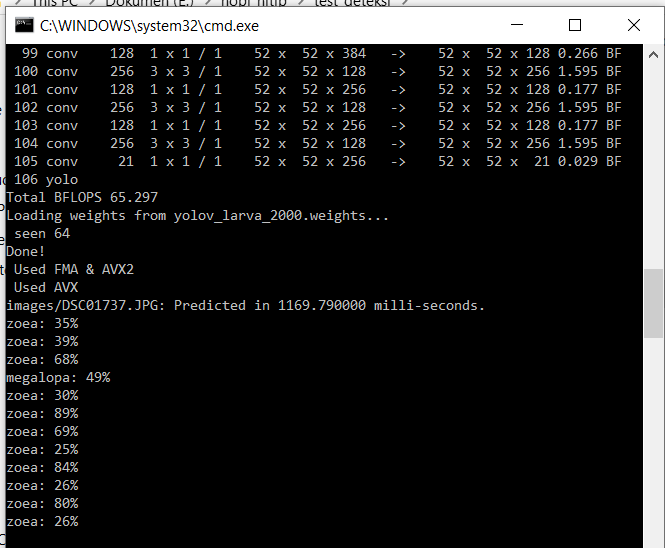 This PC > Dokumen (E:) > nobi_nitip > test_deteksi >
C:\WINDOWS\system32\cmd.exe
99 conv 128 1 x 1 / 1 52 x 52 x 384 -> 52 x 52 x 128 0.266 BF
100 conv 256 3 x 3 / 1 52 x 52 x 128 -> 52 x 52 x 256 1.595 BF
101 conv 128 1 x 1 / 1 52 x 52 x 256 -> 52 x 52 x 128 0.177 BF
102 conv 256 3 x 3 / 1 52 x 52 x 128 -> 52 x 52 x 256 1.595 BF
103 conv 128 1 x 1 / 1 52 x 52 x 256 -> 52 x 52 x 128 0.177 BF
104 conv 256 3 x 3 / 1 52 x 52 x 128 -> 52 x 52 x 256 1.595 BF
105 conv 21 1 x 1 / 1 52 x 52 x 256 -> 52 x 52 x 21 0.029 BF
106 yolo
Total BFLOPS 65.297
Loading weights from yolov_larva_2000.weights...
seen 64
Done!
Used FMA & AVX2
Used AVX
images/DSC01737.JPG: Predicted in 1169.790000 milli-seconds.
zoea: 35%
zoea: 39%
zoea: 68%
megalopa: 49%
zoea: 30%
zoea: 89%
zoea: 69%
zoea: 25%
zoea: 84%
zoea: 26%
zoea: 80%
zoea: 26%